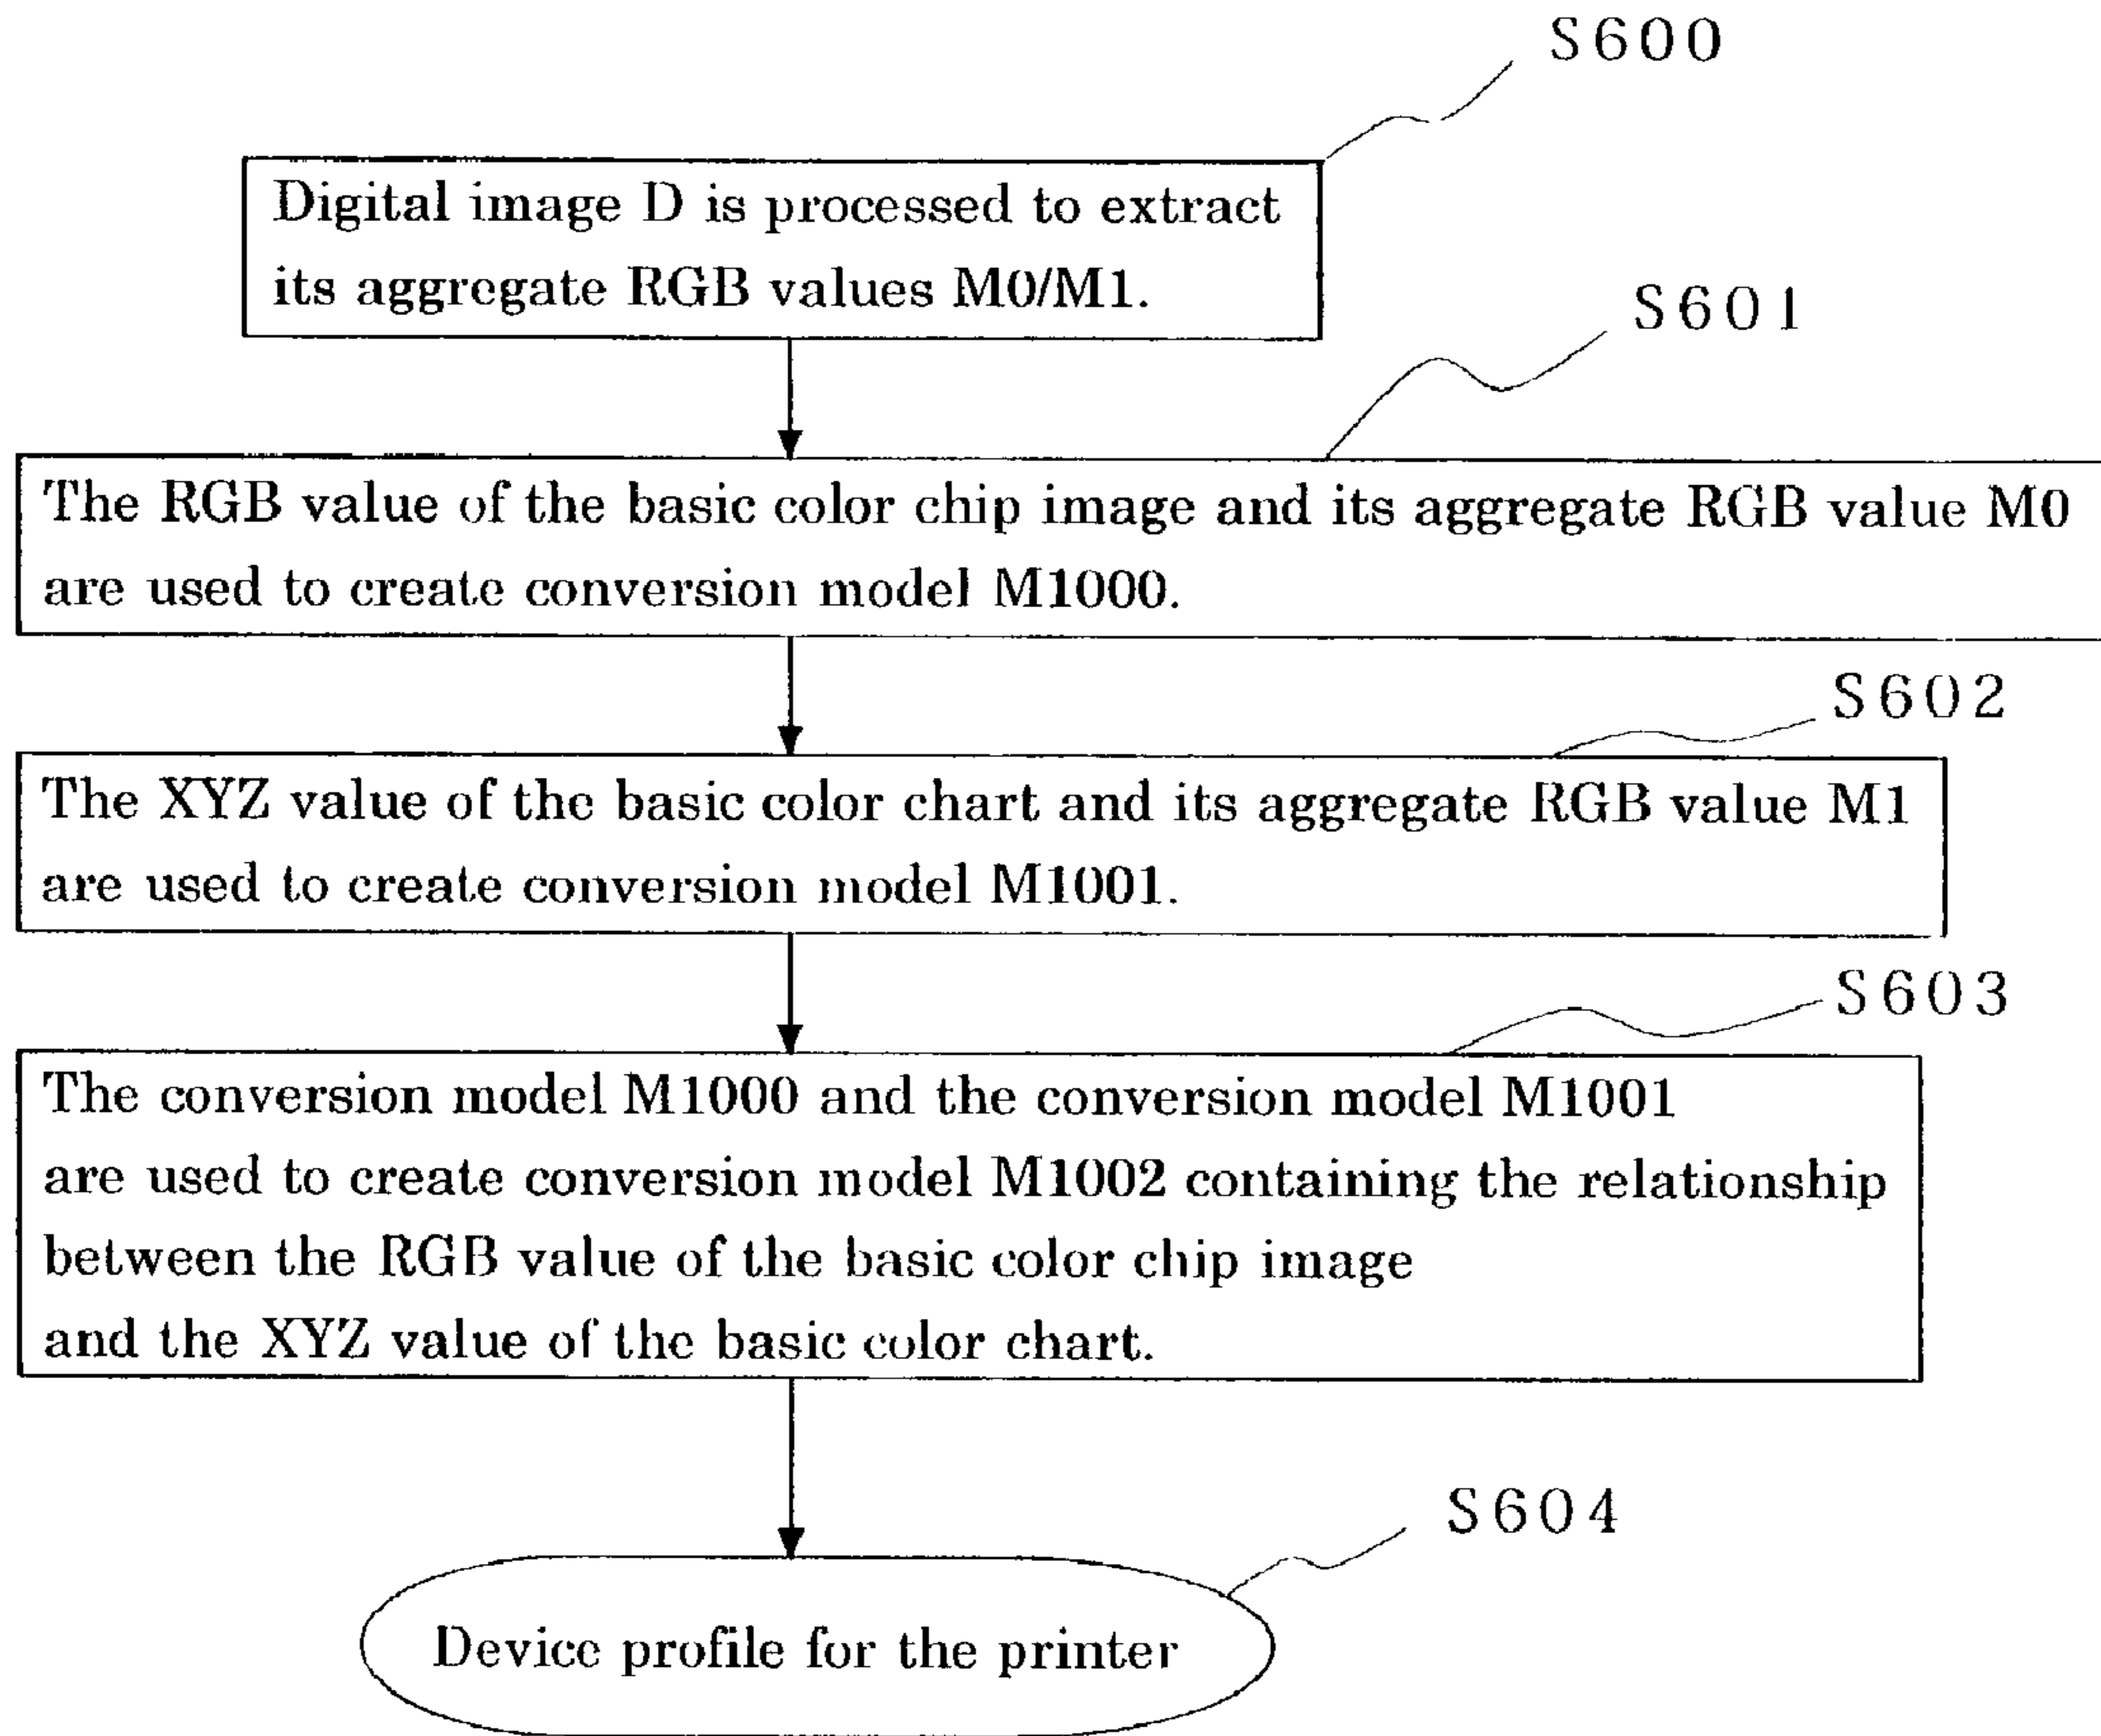 S600
Digital image D is processed to extract
its aggregate RGB values M0/M1.
S601
The RGB value of the basic color chip image and its aggregate RGB value M0
are used to create conversion model M1000.
S602
The XYZ value of the basic color chart and its aggregate RGB value M1
are used to create conversion model M1001.
S603
The conversion model M1000 and the conversion model M1001
are used to create conversion model M1002 containing the relationship
between the RGB value of the basic color chip image
and the XYZ value of the basic color chart.
S604
Device profile for the printer